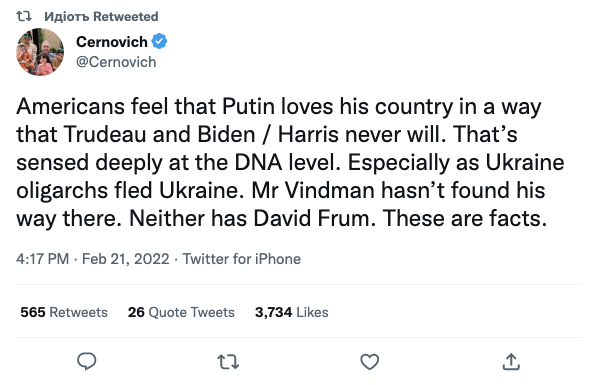 Идіотъ Retweeted
Cernovich
@Cernovich
Americans feel that Putin loves his country in a way
that Trudeau and Biden / Harris never will. That’s
sensed deeply at the DNA level. Especially as Ukraine
oligarchs fled Ukraine. Mr Vindman hasn’t found his
way there. Neither has David Frum. These are facts.
4:17 PM · Feb 21, 2022 · Twitter for iPhone
565 Retweets 26 Quote Tweets 3,734 Likes